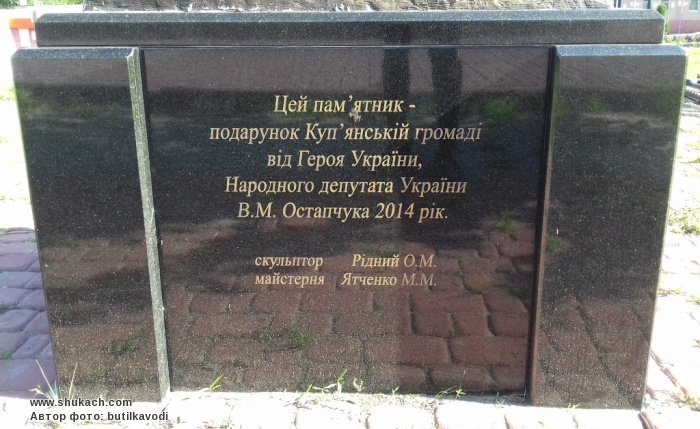 Цей пам’ятник -
подарунок Куп’янській громаді
від Героя України,
Народного депутата України
В.М. Остапчука 2014 рік.
скульптор Рідний О.М.
майстерня Ятченко М.М.
www.shukach.com
Автор фото: butilkavodi